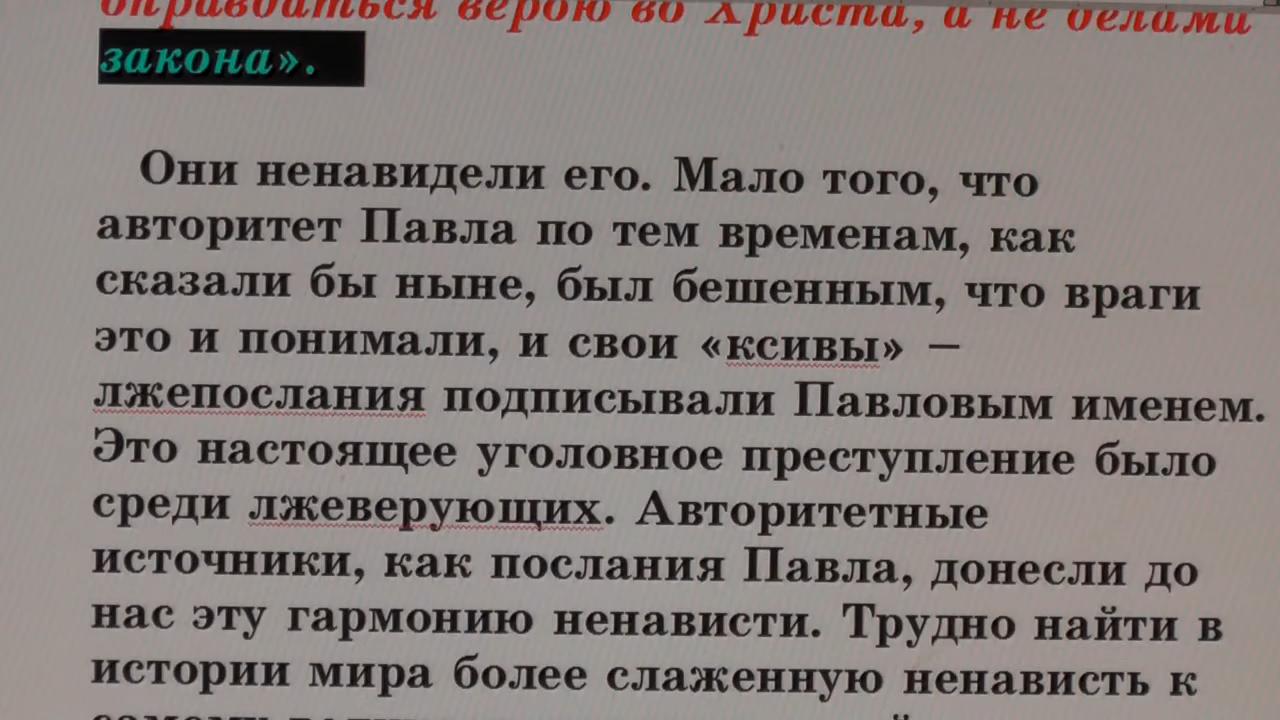 оправдаться верою во Христа, а не делами
закона».
Они ненавидели его. Мало того, что
авторитет Павла по тем временам, как
сказали бы ныне, был бешенным, что враги
это и понимали, и свои «ксивы» –
лжепослания подписывали Павловым именем.
Это настоящее уголовное преступление было
среди лжеверующих. Авторитетные
источники, как послания Павла, донесли до
нас эту гармонию ненависти. Трудно найти в
истории мира более слаженную ненависть к